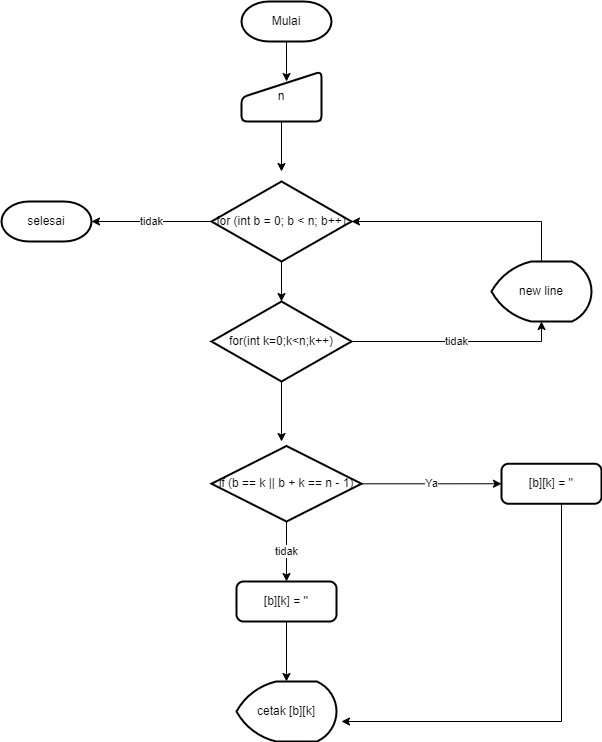 Mulai
n
for (int b = 0; b < n; b++)
tidak
selesai
new line
for(int k=0;k<n;k++)
tidak
if (b == k || b + k == n - 1)
Ya
[b][k] = ''
tidak
[b][k] = ''
cetak [b][k]